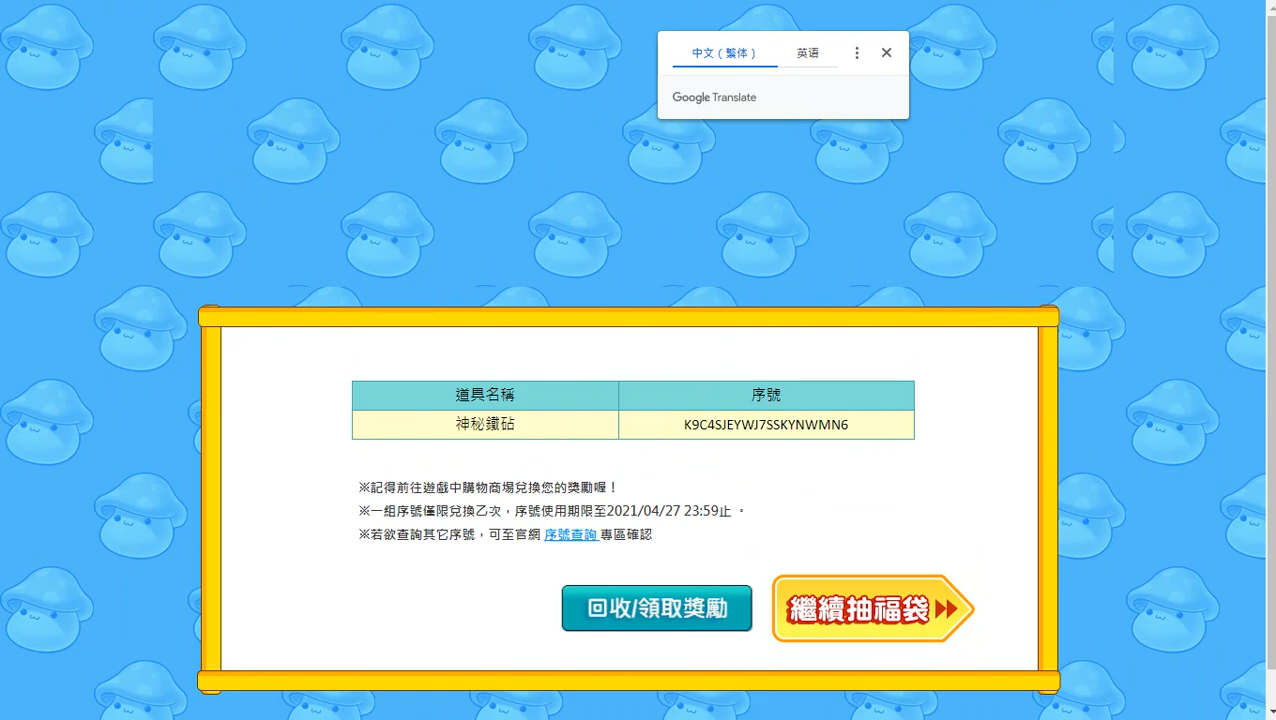 中文（繁体） 英语
Google Translate
道具名稱 序號
神秘鐵砧 K9C4SJEYWJ7SSKYNWMN6
※記得前往遊戲中購物商場兌換您的獎勵喔！
※一組序號僅限兌換乙次，序號使用期限至2021/04/27 23:59止 。
※若欲查詢其它序號，可至官網 序號查詢 專區確認
回收/領取獎勵
繼續抽福袋